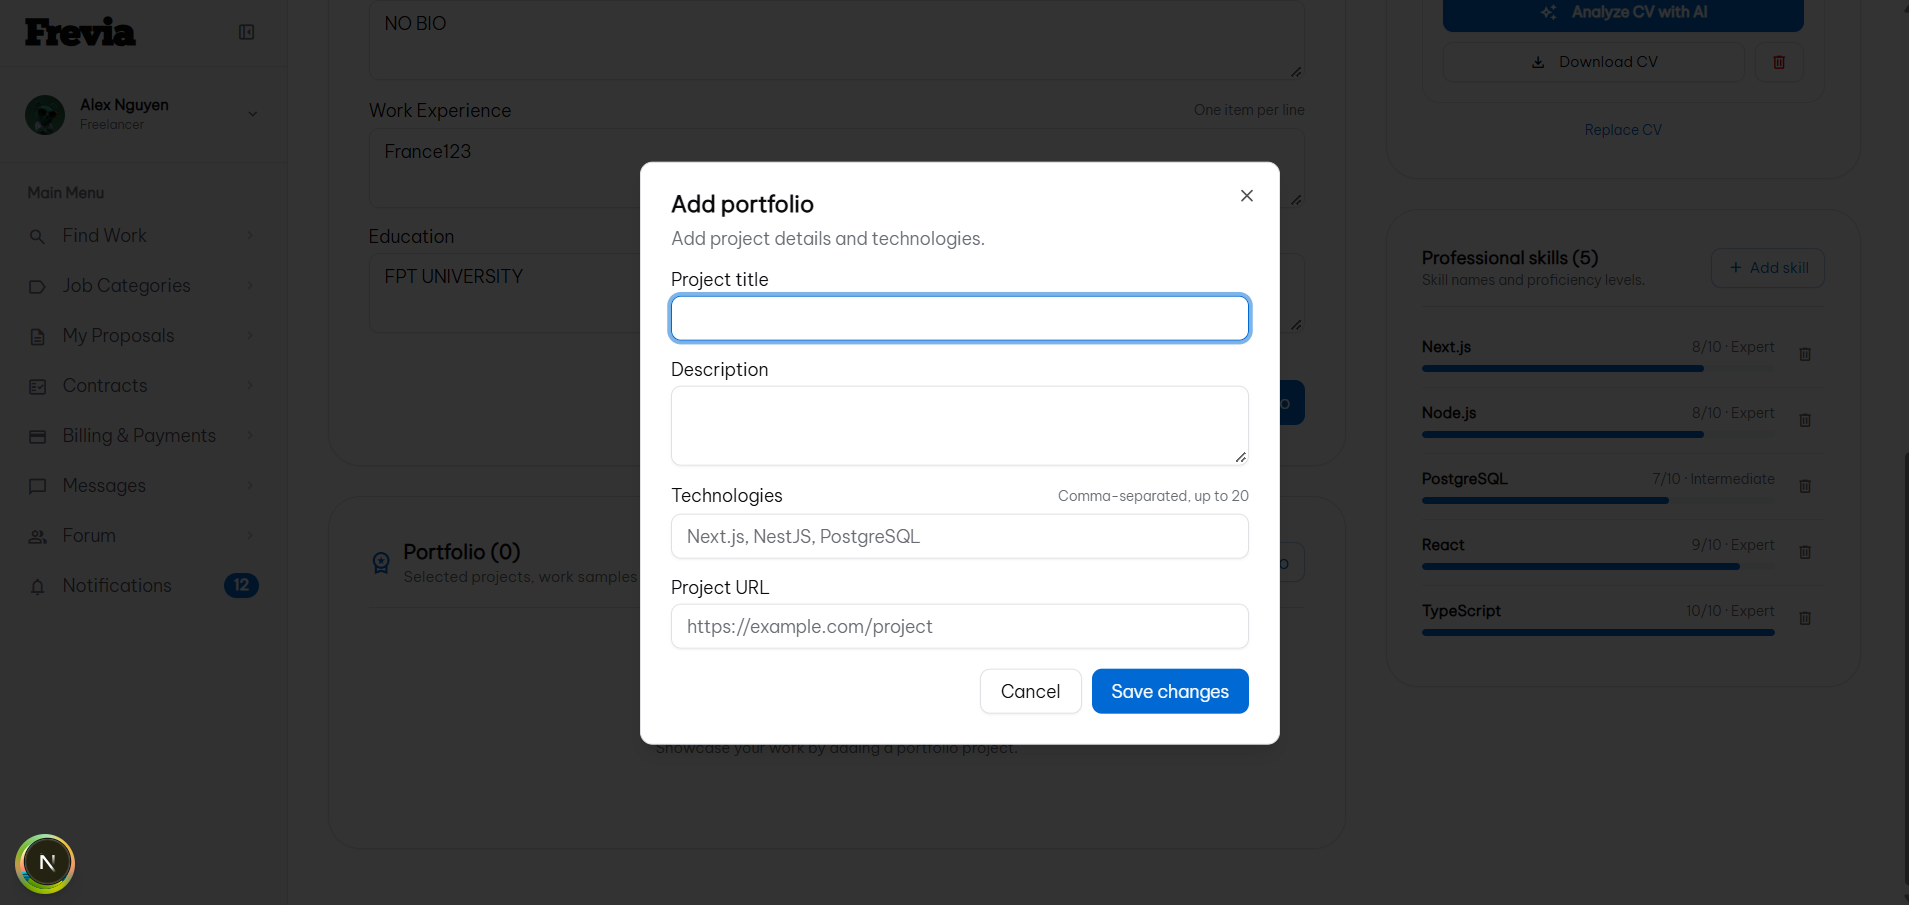 Frevia
Alex Nguyen
Freelancer
Main Menu
Find Work
Job Categories
My Proposals
Contracts
Billing & Payments
Messages
Forum
Notifications
12
NO BIO
Work Experience
One item per line
France123
Education
FPT UNIVERSITY
Portfolio (0)
Selected projects, work samples
Showcase your work by adding a portfolio project.
Add portfolio
Add project details and technologies.
Project title
Description
Technologies
Comma-separated, up to 20
Next.js, NestJS, PostgreSQL
Project URL
https://example.com/project
Cancel
Save changes
Analyze CV with AI
Download CV
Replace CV
Professional skills (5)
Skill names and proficiency levels.
+ Add skill
Next.js
8/10 · Expert
Node.js
8/10 · Expert
PostgreSQL
7/10 · Intermediate
React
9/10 · Expert
TypeScript
10/10 · Expert
N